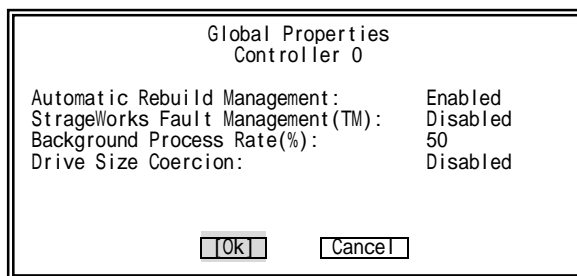 Global Properties
Controller 0
Automatic Rebuild Management: Enabled
StrageWorks Fault Management(TM): Disabled
Background Process Rate(%): 50
Drive Size Coercion: Disabled
[Ok] Cancel